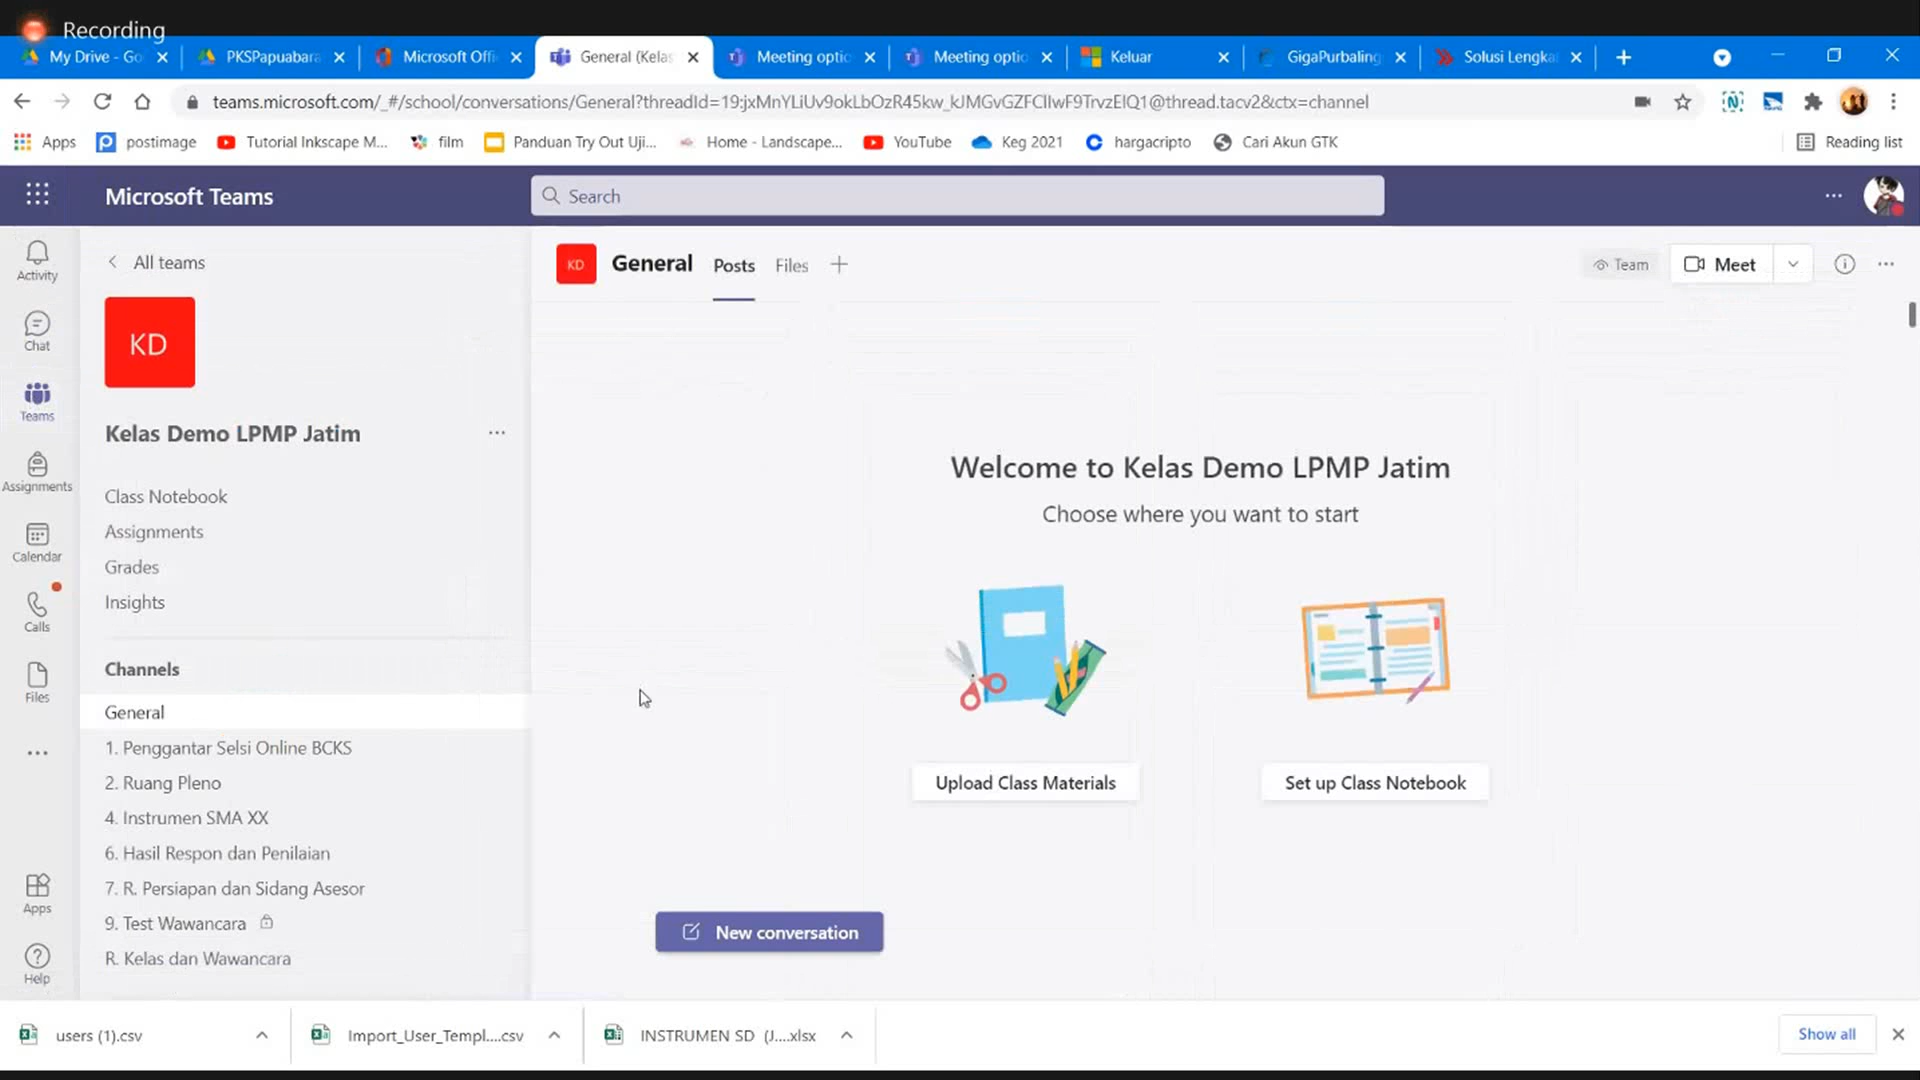 Recording
My Drive - Go
PKSPapuabara
Microsoft Offi
General (Kelas
Meeting optio
Meeting optio
Keluar
GigaPurbaling
Solusi Lengka
teams.microsoft.com/_#/school/conversations/General?threadId=19:jxMnYLiUv9okLbOzR45kw_kJMGvGZFCIlwF9TrvzElQ1@thread.tacv2&ctx=channel
Apps
postimage
Tutorial Inkscape M...
film
Panduan Try Out Uji...
Home - Landscape...
YouTube
Keg 2021
hargacripto
Cari Akun GTK
Reading list
Microsoft Teams
Search
Activity
Chat
Teams
Assignments
Calendar
Calls
Files
Apps
Help
All teams
KD
Kelas Demo LPMP Jatim
Class Notebook
Assignments
Grades
Insights
Channels
General
1. Penggantar Selsi Online BCKS
2. Ruang Pleno
4. Instrumen SMA XX
6. Hasil Respon dan Penilaian
7. R. Persiapan dan Sidang Asesor
9. Test Wawancara
R. Kelas dan Wawancara
KD
General
Posts
Files
Team
Meet
Welcome to Kelas Demo LPMP Jatim
Choose where you want to start
Upload Class Materials
Set up Class Notebook
New conversation
users (1).csv
Import_User_Templ....csv
INSTRUMEN SD (J....xlsx
Show all